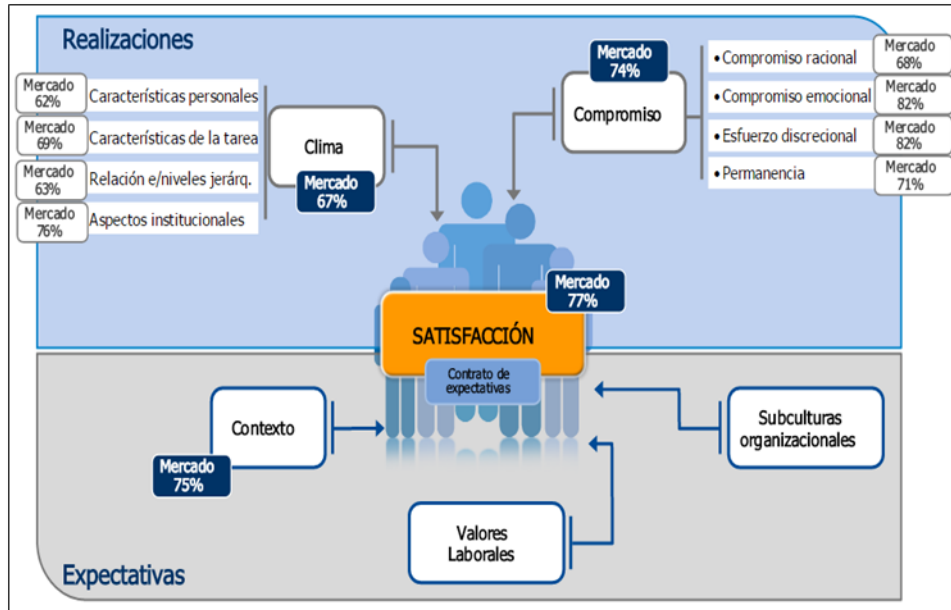 Realizaciones
Mercado
62%
Características personales
Mercado
69%
Características de la tarea
Mercado
63%
Relación e/niveles jerárq.
Mercado
76%
Aspectos institucionales
Clima
Mercado
67%
Mercado
74%
Compromiso
• Compromiso racional
Mercado
68%
• Compromiso emocional
Mercado
82%
• Esfuerzo discrecional
Mercado
82%
• Permanencia
Mercado
71%
Mercado
77%
SATISFACCIÓN
Contrato de
expectativas
Contexto
Mercado
75%
Subculturas
organizacionales
Valores
Laborales
Expectativas